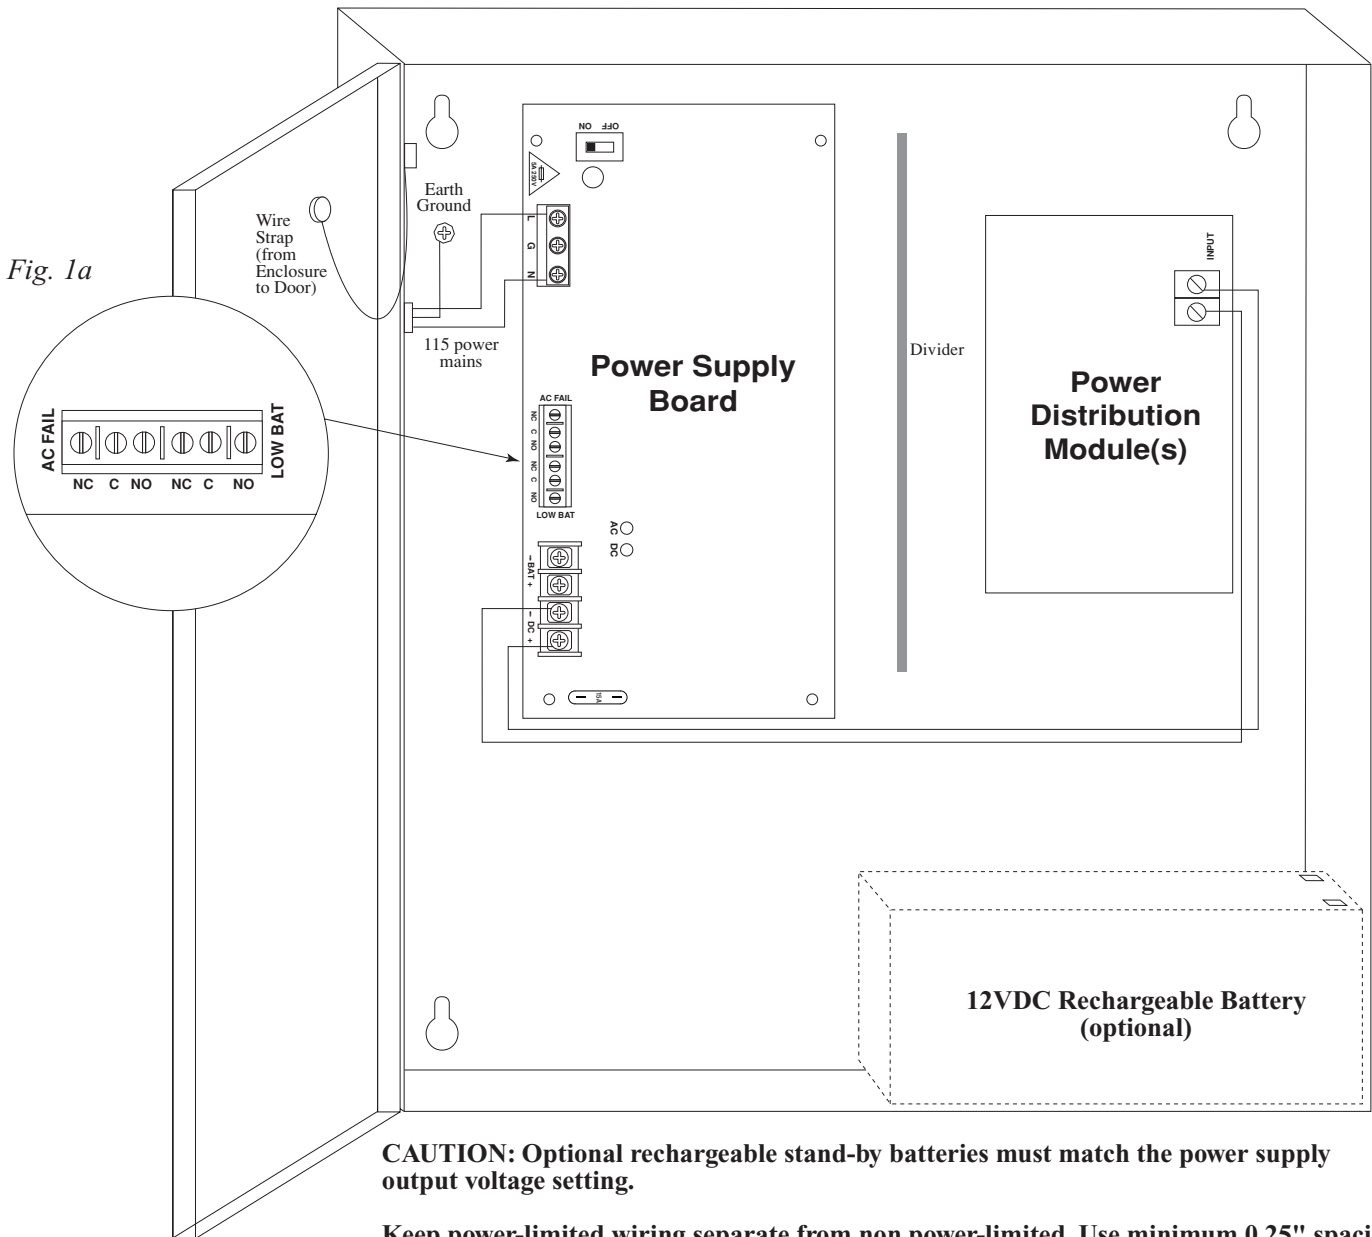 ON OFF
5A 250V
Earth
Ground
Wire
Strap
(from
Enclosure
to Door)
L
G
N
INPUT
Fig. 1a
115 power
mains
Power Supply
Board
Divider
Power
Distribution
Module(s)
AC FAIL
NC C NO NC C NO
LOW BAT
AC FAIL
NC
C
NO
NC
C
NO
LOW BAT
AC
DC
– BAT +
– DC +
15A
12VDC Rechargeable Battery
(optional)
CAUTION: Optional rechargeable stand-by batteries must match the power supply
output voltage setting.
Keep power-limited wiring separate from non power-limited. Use minimum 0.25" spaci